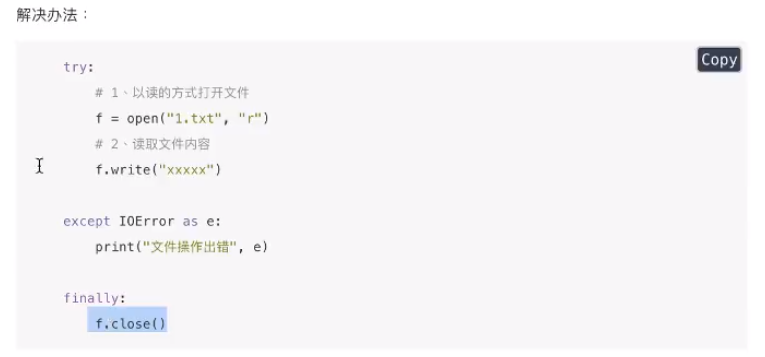 解决办法：
Copy
try:
# 1、以读的方式打开文件
f = open("1.txt", "r")
# 2、读取文件内容
f.write("xxxxx")
except IOError as e:
print("文件操作出错", e)
finally:
f.close()